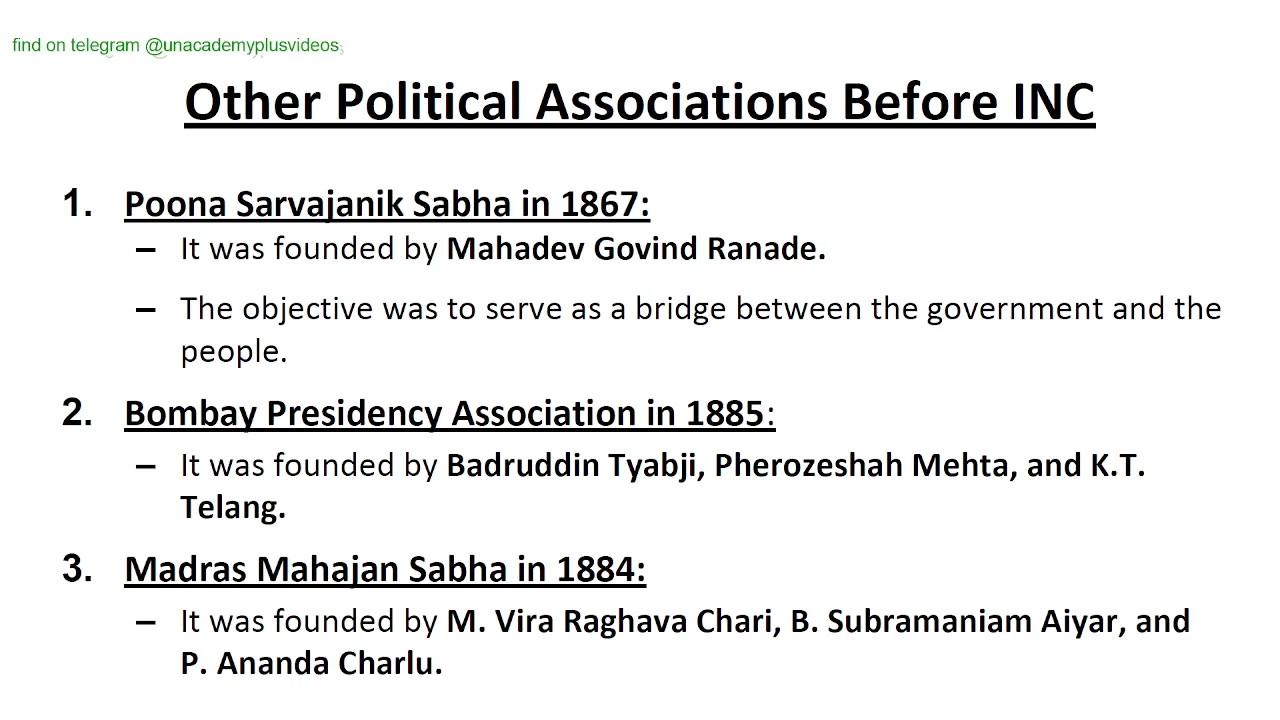 find on telegram @unacademyplusvideos
Other Political Associations Before INC
1. Poona Sarvajanik Sabha in 1867:
– It was founded by Mahadev Govind Ranade.
– The objective was to serve as a bridge between the government and the
people.
2. Bombay Presidency Association in 1885:
– It was founded by Badruddin Tyabji, Pherozeshah Mehta, and K.T.
Telang.
3. Madras Mahajan Sabha in 1884:
– It was founded by M. Vira Raghava Chari, B. Subramaniam Aiyar, and
P. Ananda Charlu.